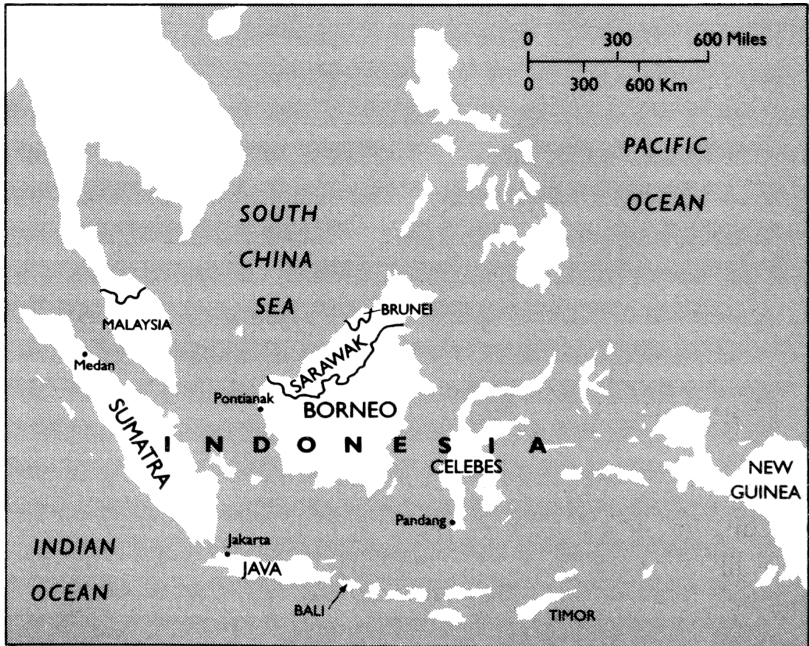 0 300 600 Miles
0 300 600 Km
PACIFIC
OCEAN
SOUTH
CHINA
SEA
BRUNEI
MALAYSIA
SARAWAK
Medan
Pontianak
BORNEO
SUMATRA
INDONESIA
CELEBES
NEW
GUINEA
Pandang
INDIAN
OCEAN
Jakarta
JAVA
BALI
TIMOR